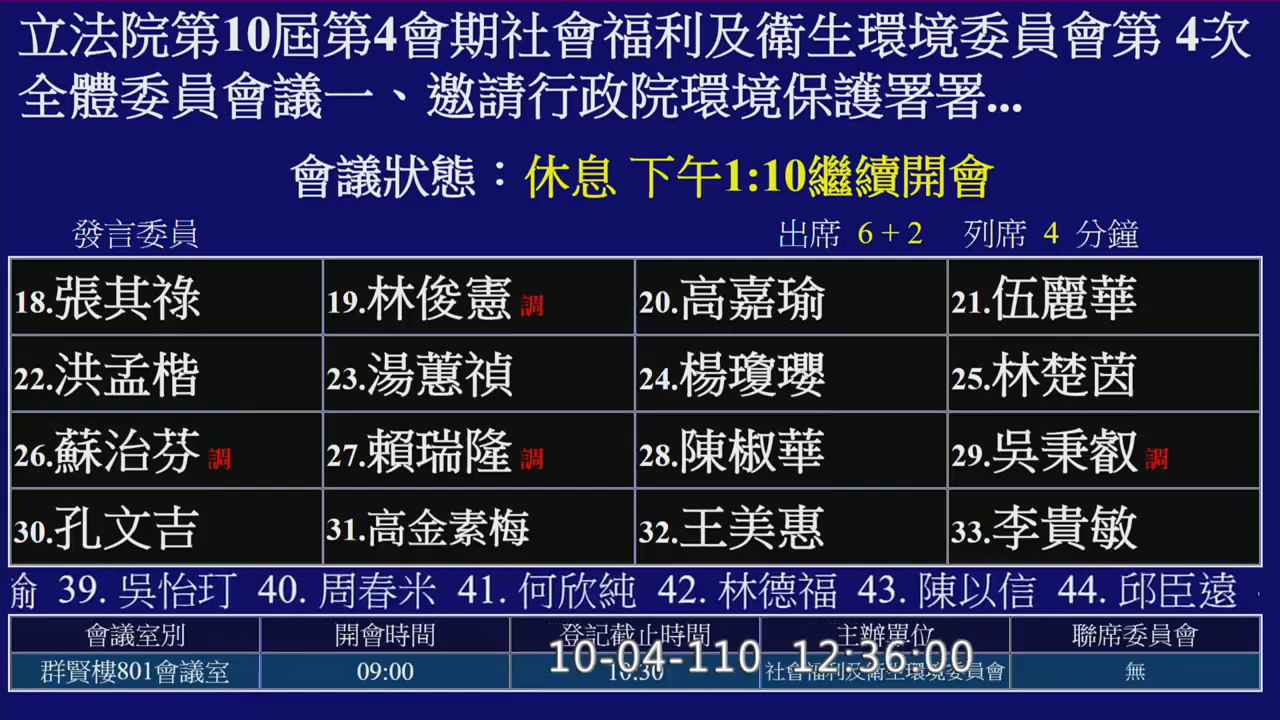 立法院第10屆第4會期社會福利及衛生環境委員會第 4次
全體委員會議一、邀請行政院環境保護署署...
會議狀態：休息 下午1:10繼續開會
發言委員 出席 6 + 2 列席 4 分鐘
18.張其祿 19.林俊憲 調 20.高嘉瑜 21.伍麗華
22.洪孟楷 23.湯蕙禎 24.楊瓊瓔 25.林楚茵
26.蘇治芬 調 27.賴瑞隆 調 28.陳椒華 29.吳秉叡 調
30.孔文吉 31.高金素梅 32.王美惠 33.李貴敏
39. 吳怡玎 40. 周春米 41. 何欣純 42. 林德福 43. 陳以信 44. 邱臣遠
會議室別 開會時間 登記截止時間 主辦單位 聯席委員會
群賢樓801會議室 09:00 10:30 社會福利及衛生環境委員會 無
10-04-110 12:36:00